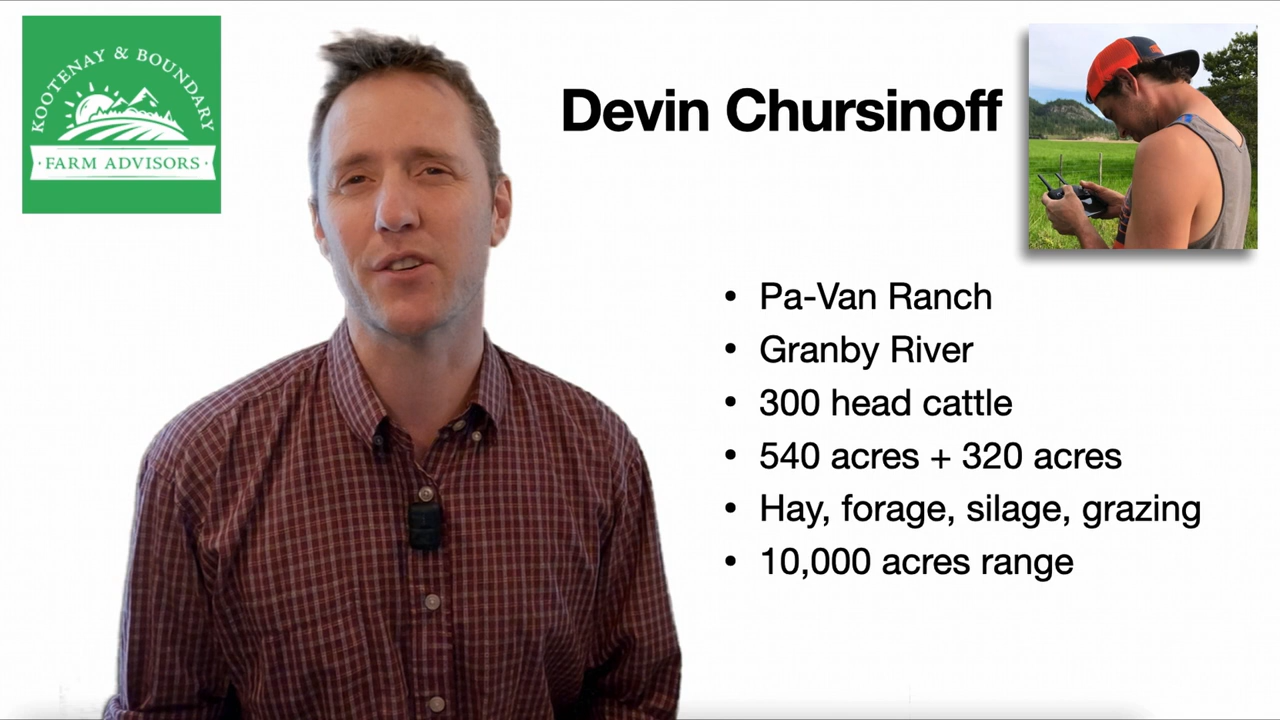 KOOTENAY & BOUNDARY
· FARM ADVISORS ·
Devin Chursinoff
• Pa-Van Ranch
• Granby River
• 300 head cattle
• 540 acres + 320 acres
• Hay, forage, silage, grazing
• 10,000 acres range